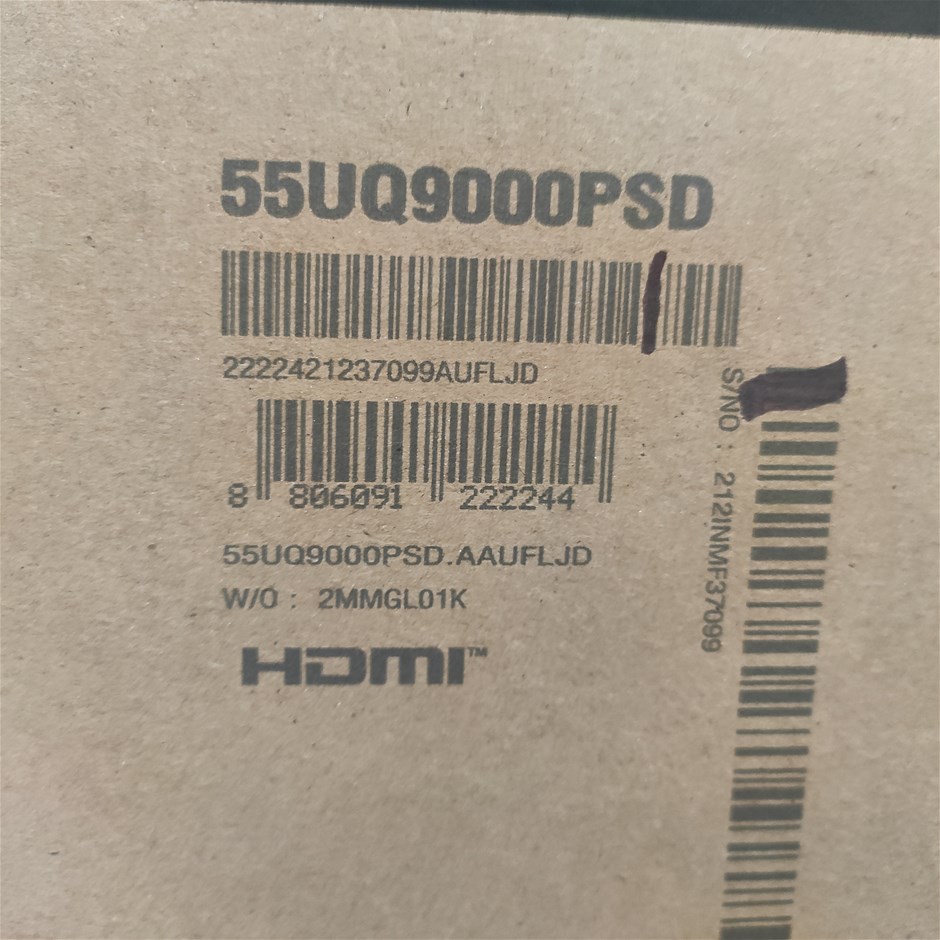 55UQ9000PSD
2222421237099AUFLJD
8 806091 222244
55UQ9000PSD.AAUFLJD
W/O : 2MMGL01K
HDMI™
S/NO : 212INMF37099